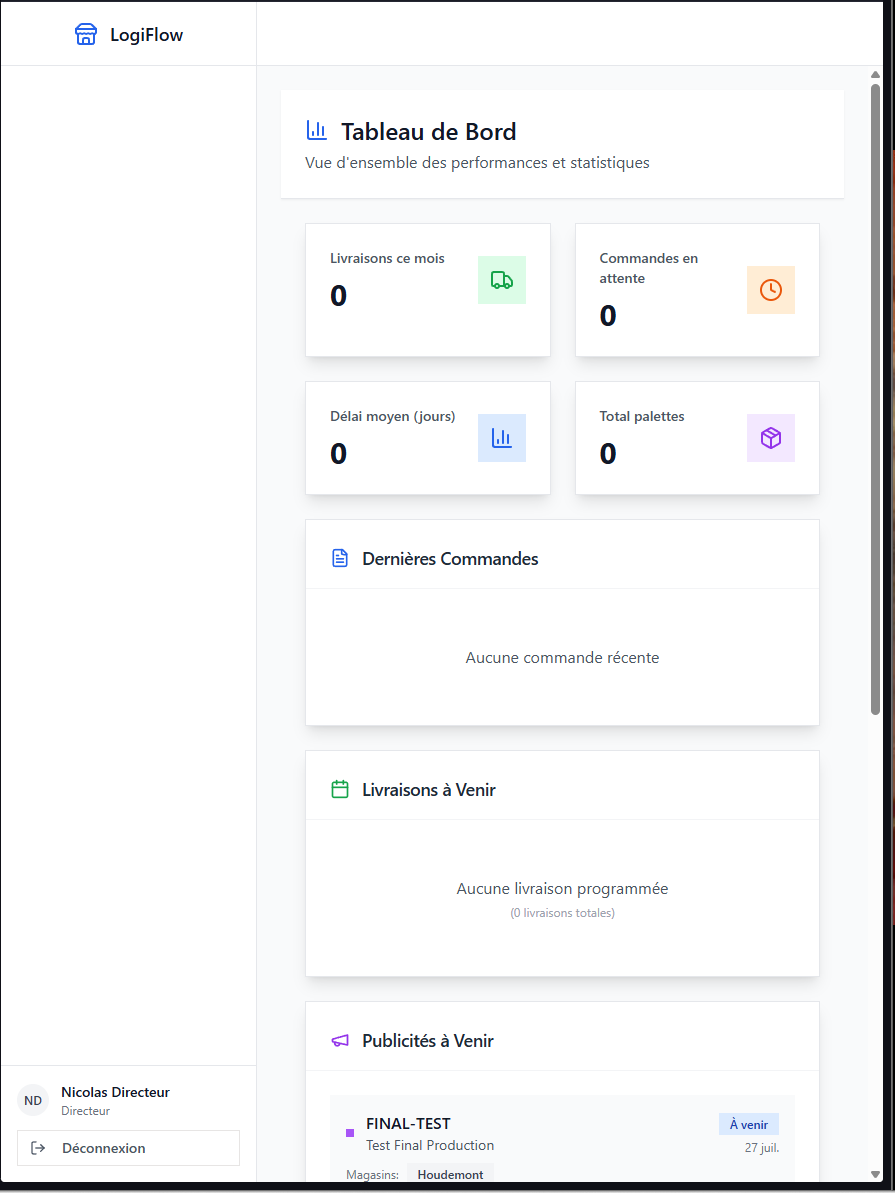 LogiFlow
Tableau de Bord
Vue d'ensemble des performances et statistiques
Livraisons ce mois
0
Commandes en
attente
0
Délai moyen (jours)
0
Total palettes
0
Dernières Commandes
Aucune commande récente
Livraisons à Venir
Aucune livraison programmée
(0 livraisons totales)
Publicités à Venir
FINAL-TEST
À venir
Test Final Production
27 juil.
Magasins: Houdemont
ND
Nicolas Directeur
Directeur
Déconnexion